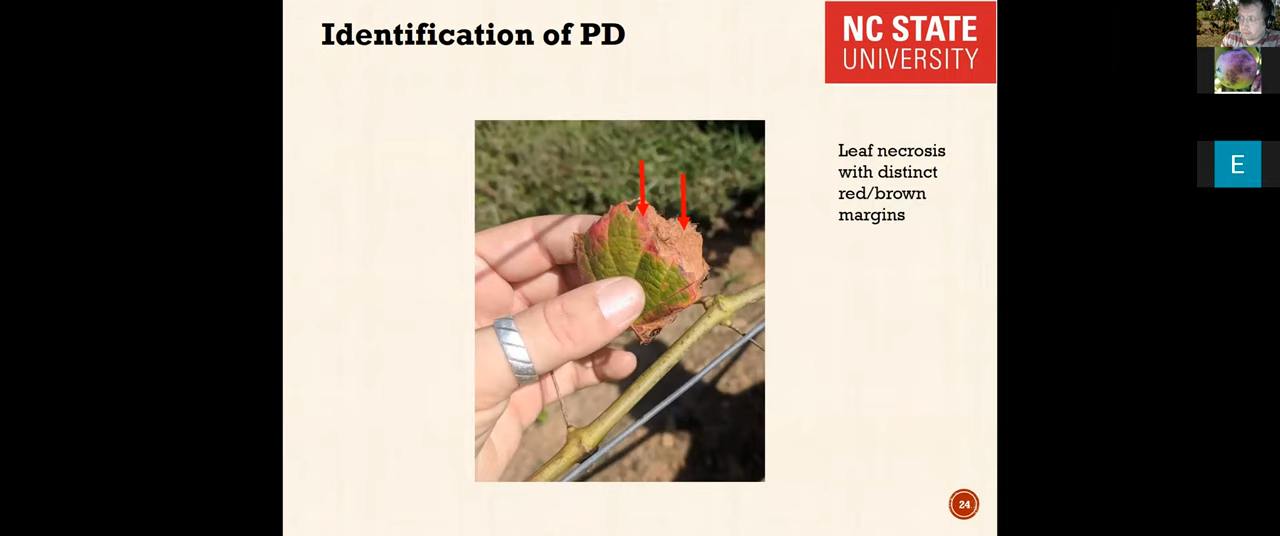 Identification of PD
NC STATE
UNIVERSITY
Leaf necrosis
with distinct
red/brown
margins
E
24